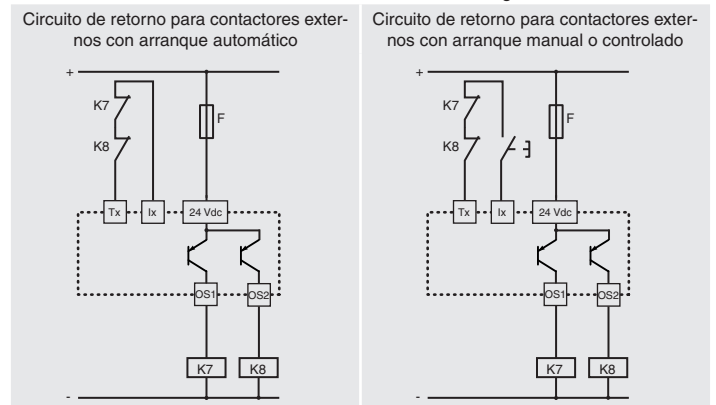 Circuito de retorno para contactores exter-
nos con arranque automático
+
K7
F
K8
Tx
Ix
24 Vdc
OS1
OS2
K7
K8
-
Circuito de retorno para contactores exter-
nos con arranque manual o controlado
+
K7
F
K8
Tx
Ix
24 Vdc
OS1
OS2
K7
K8
-